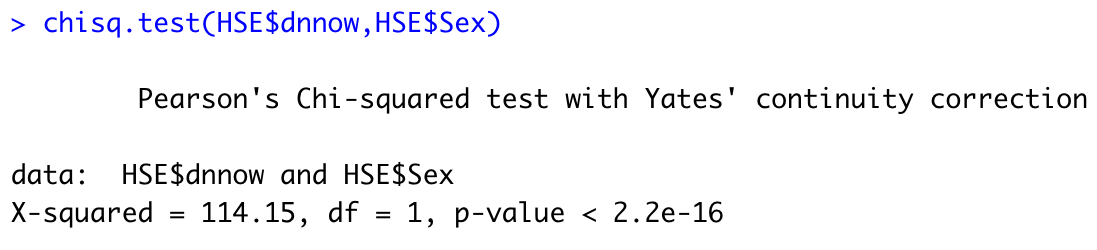 > chisq.test(HSE$dnnow,HSE$Sex)
Pearson's Chi-squared test with Yates' continuity correction
data:  HSE$dnnow and HSE$Sex
X-squared = 114.15, df = 1, p-value < 2.2e-16